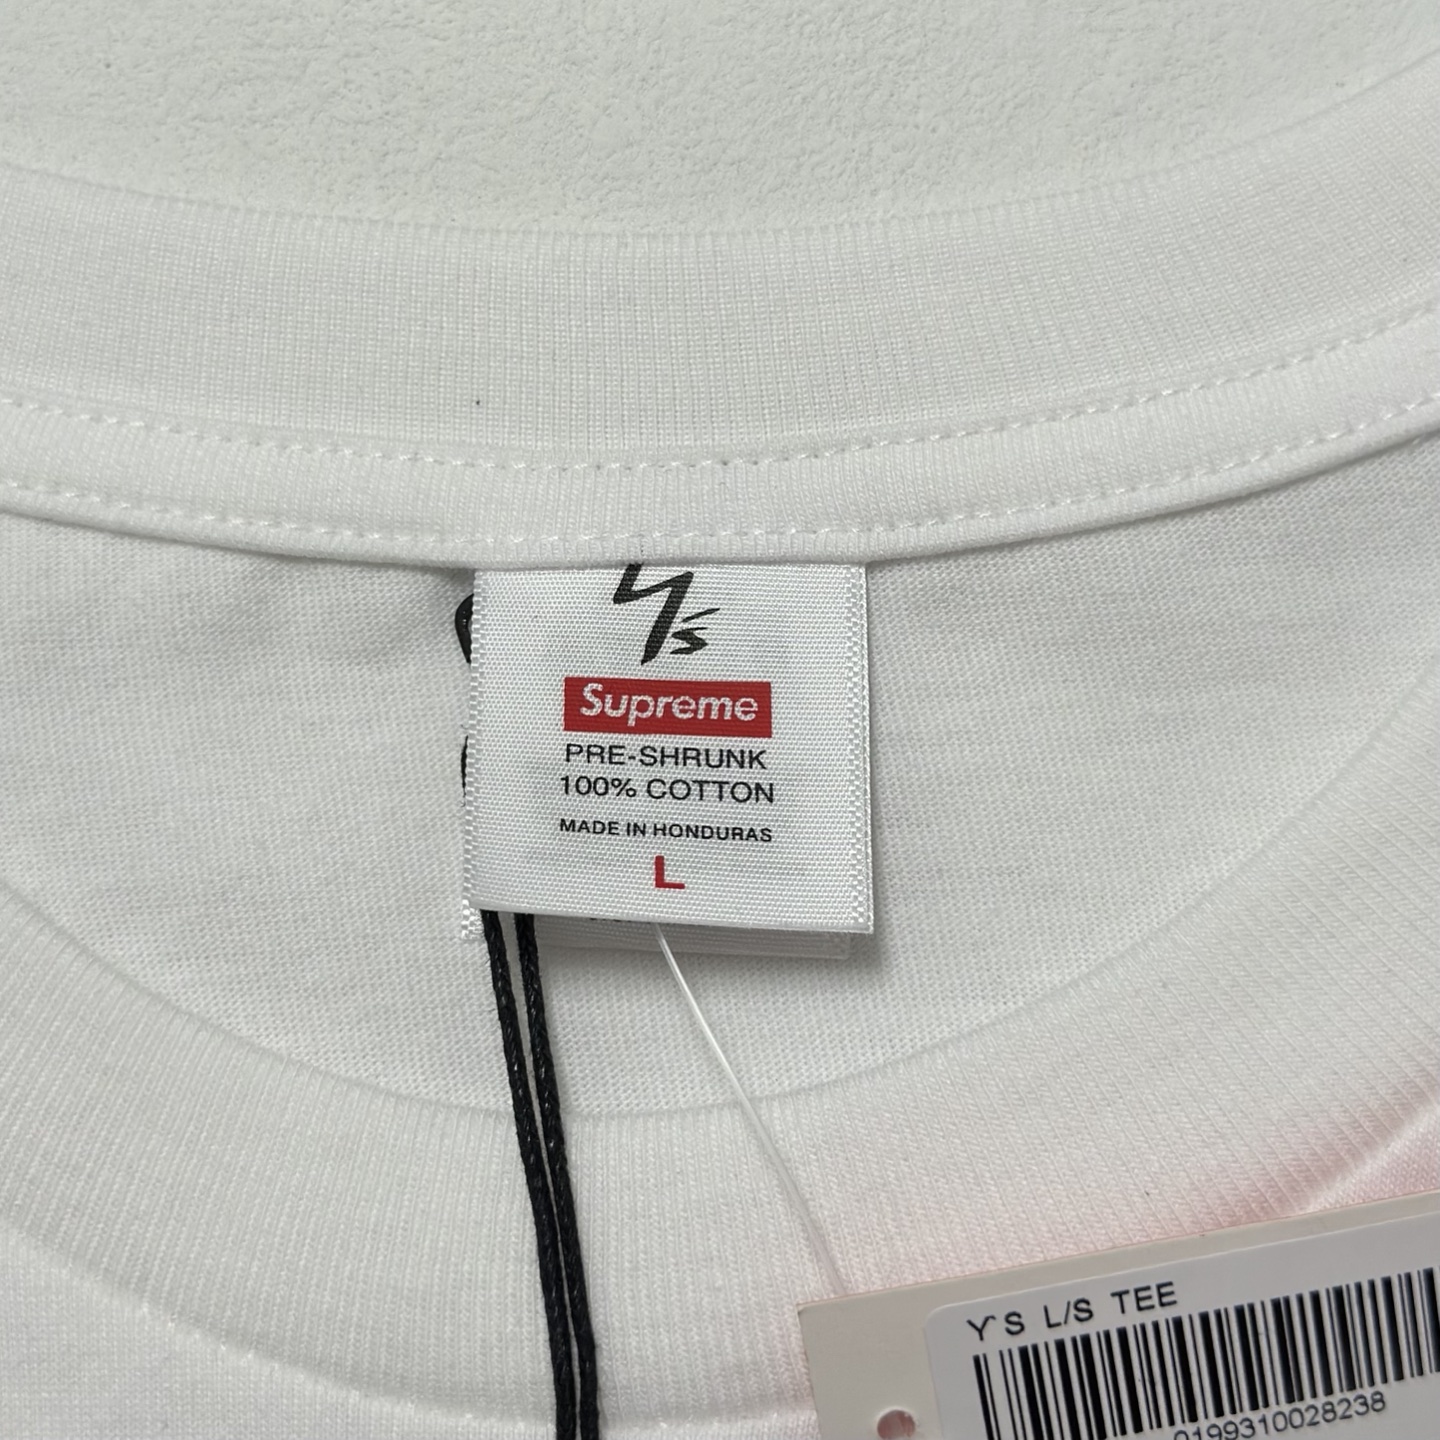 Y's
Supreme
PRE-SHRUNK
100% COTTON
MADE IN HONDURAS
L
Y'S L/S TEE
0199310028238